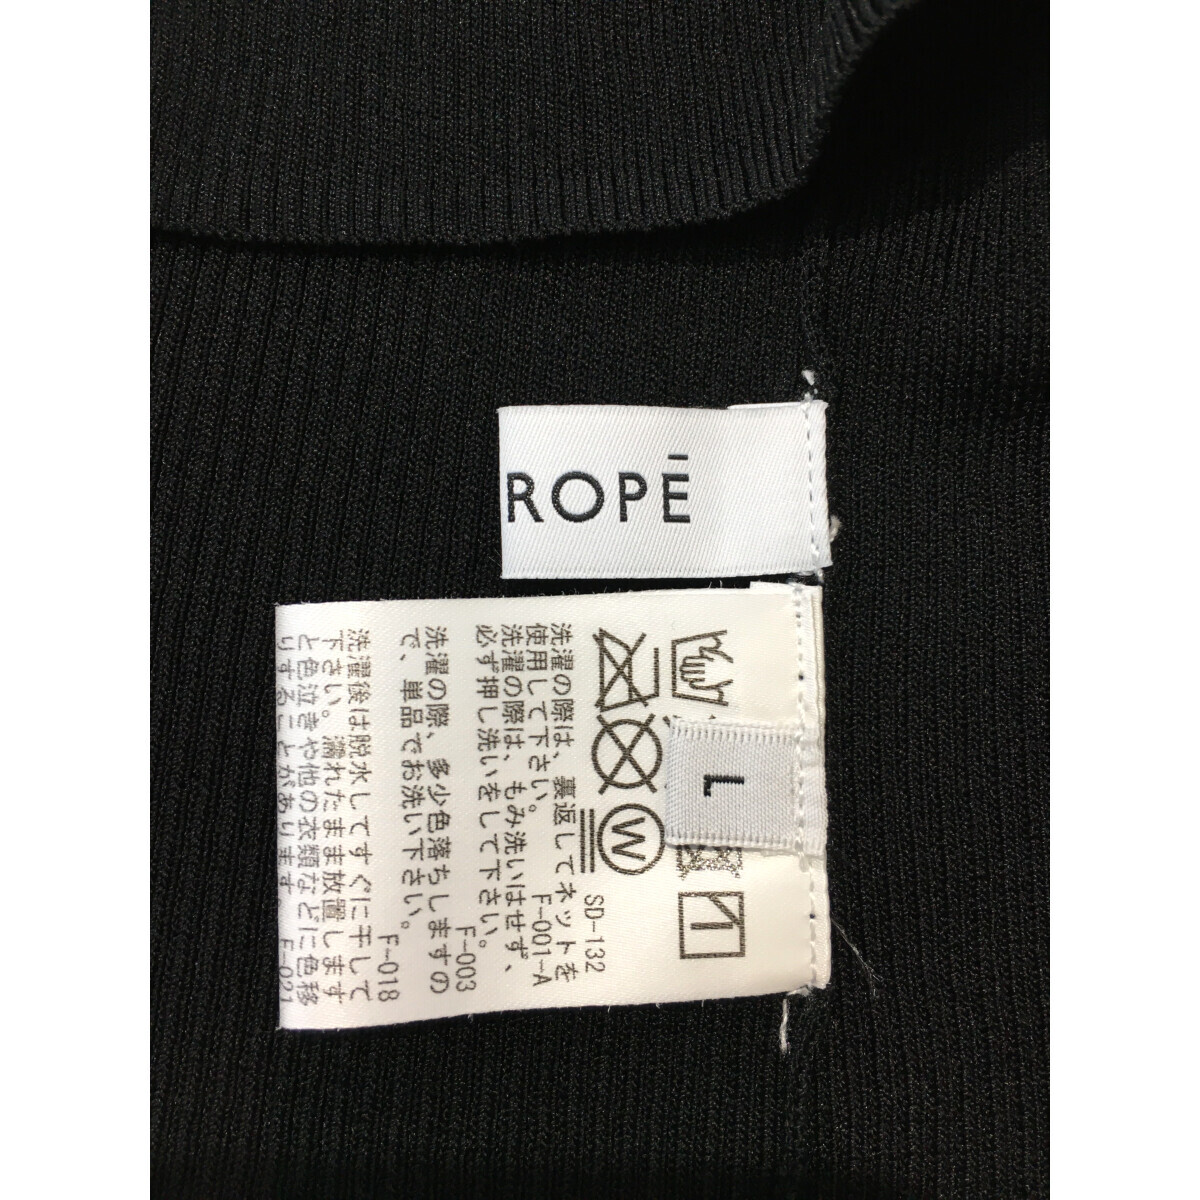 ROPÉ
L
W
SD-132
洗濯の際は、裏返してネットを
使用して下さい。 F-001-A
洗濯の際は、もみ洗いはせず、
必ず押し洗いをして下さい。
F-003
洗濯の際、多少色落ちしますの
で、単品でお洗い下さい。
F-018
洗濯後は脱水してすぐに干して
下さい。濡れたまま放置します
と色泣きや他の衣類などに色移
りすることがあります。 F-021